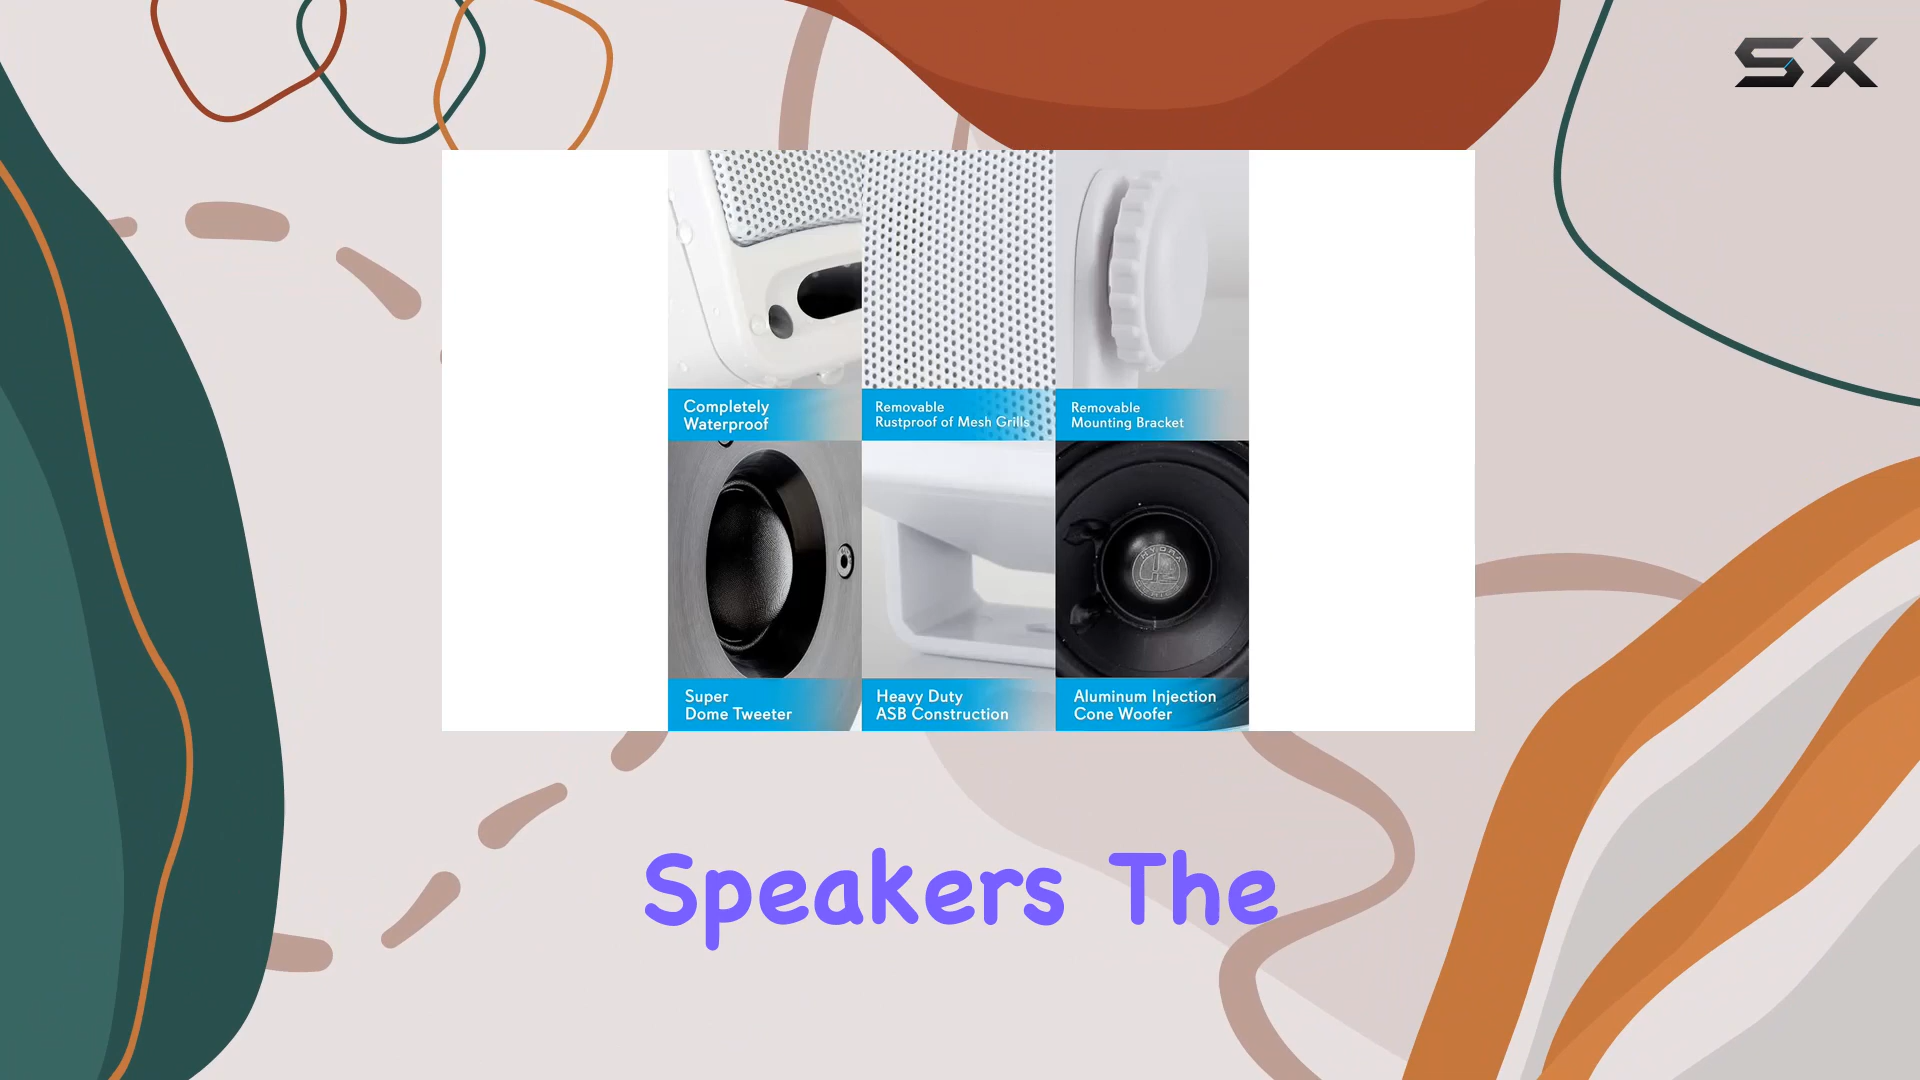 SX
Completely
Waterproof
Removable
Rustproof of Mesh Grills
Removable
Mounting Bracket
HYDRA
Super
Dome Tweeter
Heavy Duty
ASB Construction
Aluminum Injection
Cone Woofer
Speakers The